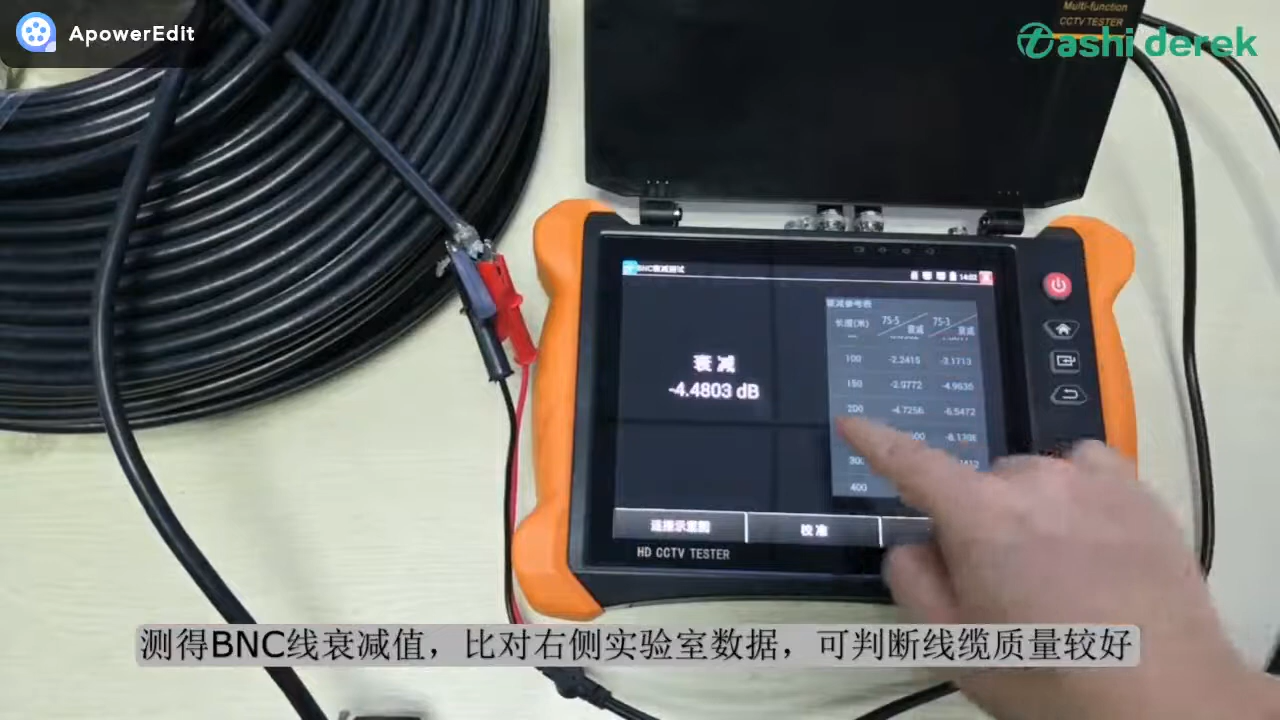 ApowerEdit
Multi-function
CCTV TESTER
tashi derek
BNC衰减测试
14:02
衰减参考表
长度(米) 75-5 衰减 75-3 衰减
100 -2.2415 -3.1713
150 -4.9636
200 -4.7256 -6.5472
300
400
衰 减
-4.4803 dB
连接示意图 校 准
HD CCTV TESTER
测得BNC线衰减值，比对右侧实验室数据，可判断线缆质量较好